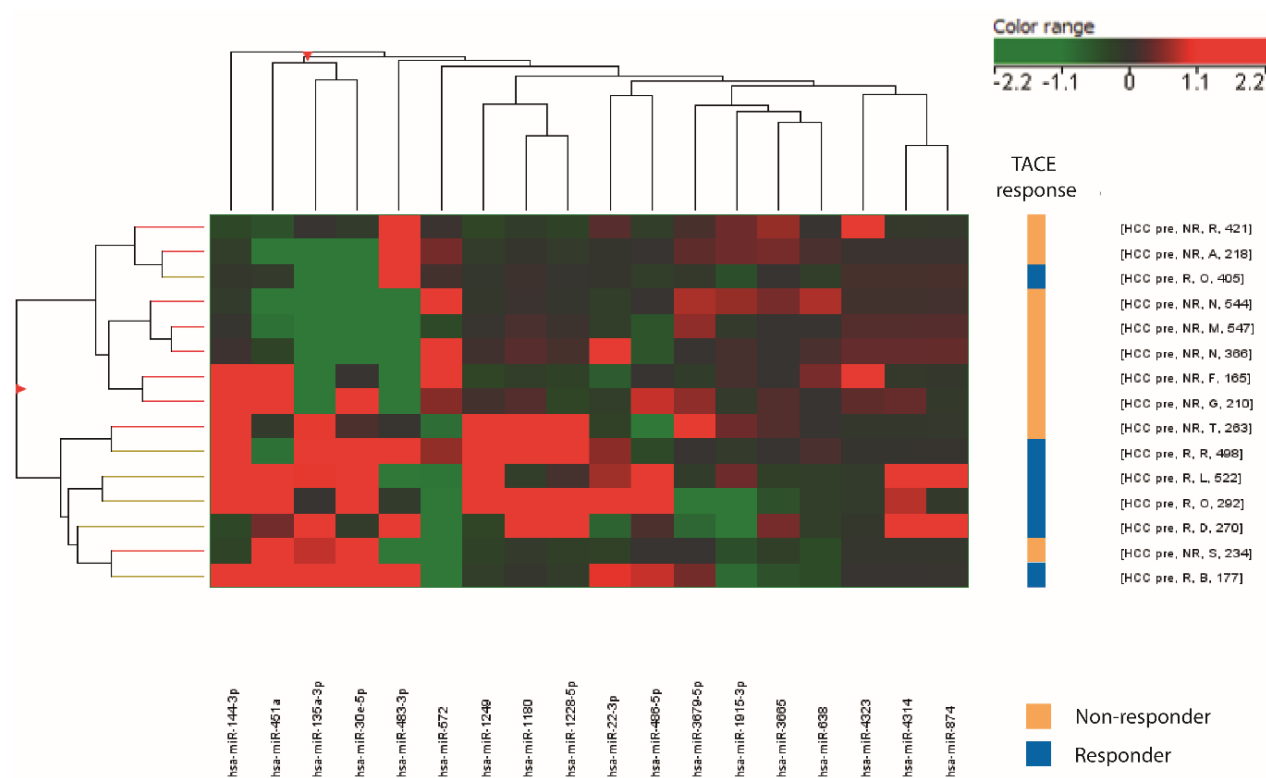 Color range
-2.2 -1.1 0 1.1 2.2
TACE
response
[HCC pre, NR, R, 421]
[HCC pre, NR, A, 218]
[HCC pre, R, O, 405]
[HCC pre, NR, N, 544]
[HCC pre, NR, M, 547]
[HCC pre, NR, N, 366]
[HCC pre, NR, F, 165]
[HCC pre, NR, G, 210]
[HCC pre, NR, T, 263]
[HCC pre, R, R, 498]
[HCC pre, R, L, 522]
[HCC pre, R, O, 292]
[HCC pre, R, D, 270]
[HCC pre, NR, S, 234]
[HCC pre, R, B, 177]
hsa-miR-144-3p
hsa-miR-451a
hsa-miR-135a-3p
hsa-miR-30e-5p
hsa-miR-483-3p
hsa-miR-572
hsa-miR-1249
hsa-miR-1180
hsa-miR-1228-5p
hsa-miR-22-3p
hsa-miR-486-5p
hsa-miR-3679-5p
hsa-miR-1915-3p
hsa-miR-3665
hsa-miR-638
hsa-miR-4323
hsa-miR-4314
hsa-miR-874
Non-responder
Responder